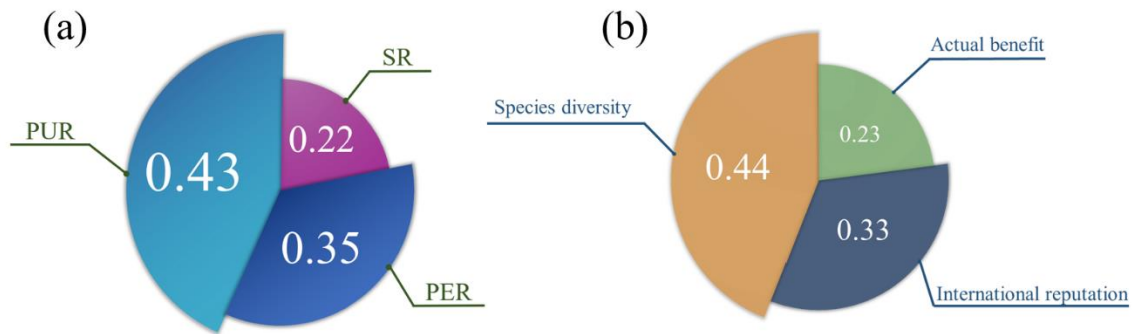 (a)
SR
PUR
0.43
0.22
0.35
PER
(b)
Actual benefit
Species diversity
0.44
0.23
0.33
International reputation